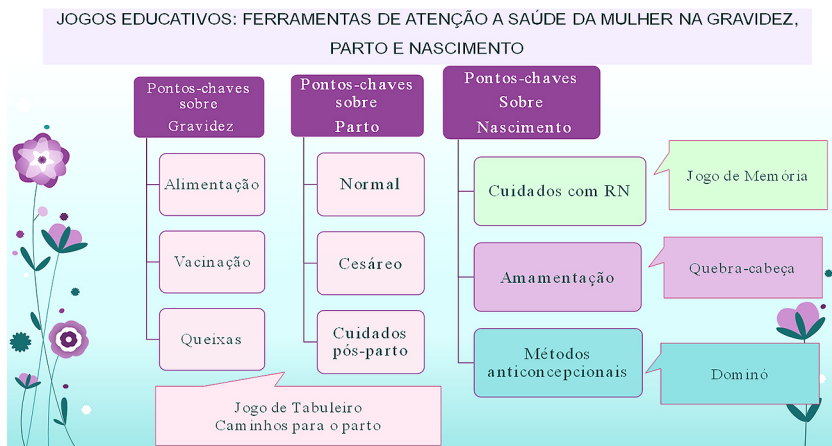 JOGOS EDUCATIVOS: FERRAMENTAS DE ATENÇÃO A SAÚDE DA MULHER NA GRAVIDEZ,
PARTO E NASCIMENTO
Pontos-chaves
sobre
Gravidez
Alimentação
Vacinação
Queixas
Pontos-chaves
sobre
Parto
Normal
Cesáreo
Cuidados
pós-parto
Jogo de Tabuleiro
Caminhos para o parto
Pontos-chaves
Sobre
Nascimento
Cuidados com RN
Jogo de Memória
Amamentação
Quebra-cabeça
Métodos
anticoncepcionais
Dominó